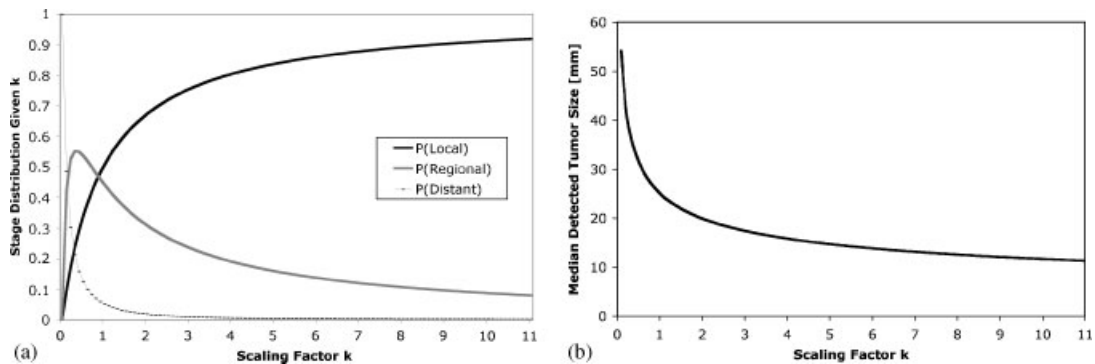 Stage Distribution Given k
1
0.9
0.8
0.7
0.6
0.5
0.4
0.3
0.2
0.1
0
P(Local)
P(Regional)
P(Distant)
0 1 2 3 4 5 6 7 8 9 10 11
(a) Scaling Factor k
Median Detected Tumor Size [mm]
60
50
40
30
20
10
0
0 1 2 3 4 5 6 7 8 9 10 11
(b) Scaling Factor k